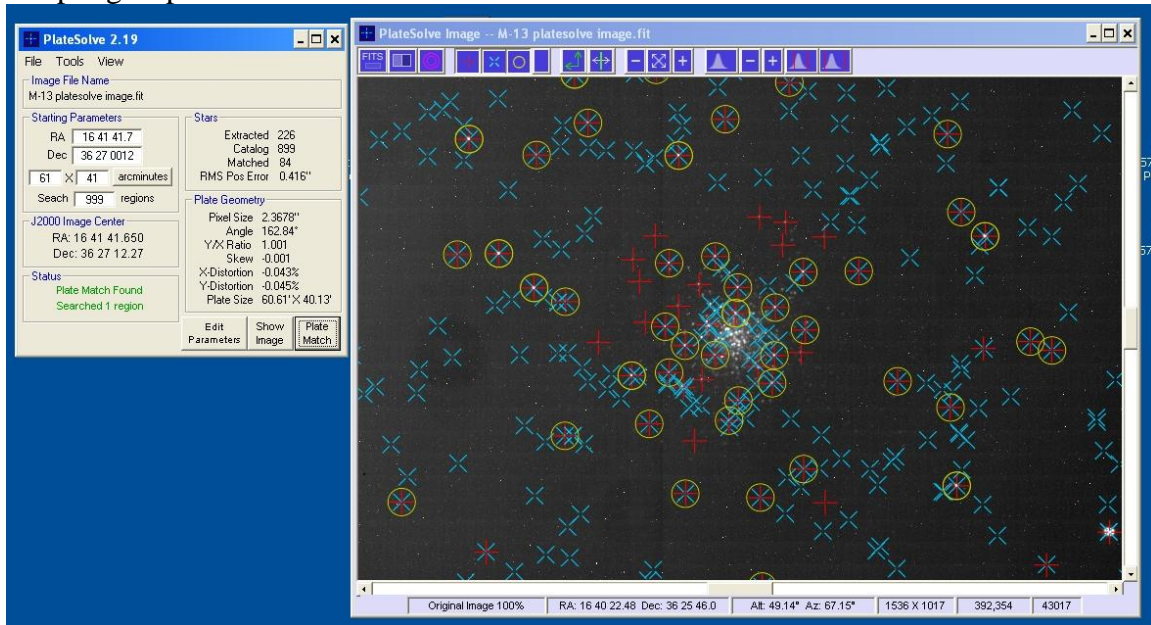 PlateSolve 2.19
File Tools View
Image File Name
M-13 platesolve image.fit
Starting Parameters
RA 16 41 41.7
Dec 36 27 0012
61 X 41 arcminutes
Seach 999 regions
J2000 Image Center
RA: 16 41 41.650
Dec: 36 27 12.27
Status
Plate Match Found
Searched 1 region
Stars
Extracted 226
Catalog 899
Matched 84
RMS Pos Error 0.416"
Plate Geometry
Pixel Size 2.3678"
Angle 162.84°
Y/X Ratio 1.001
Skew -0.001
X-Distortion -0.043%
Y-Distortion -0.045%
Plate Size 60.61' X 40.13'
Edit Parameters
Show Image
Plate Match
PlateSolve Image -- M-13 platesolve image.fit
FITS
Original Image 100% RA: 16 40 22.48 Dec: 36 25 46.0 Alt: 49.14° Az: 67.15° 1536 X 1017 392,354 43017